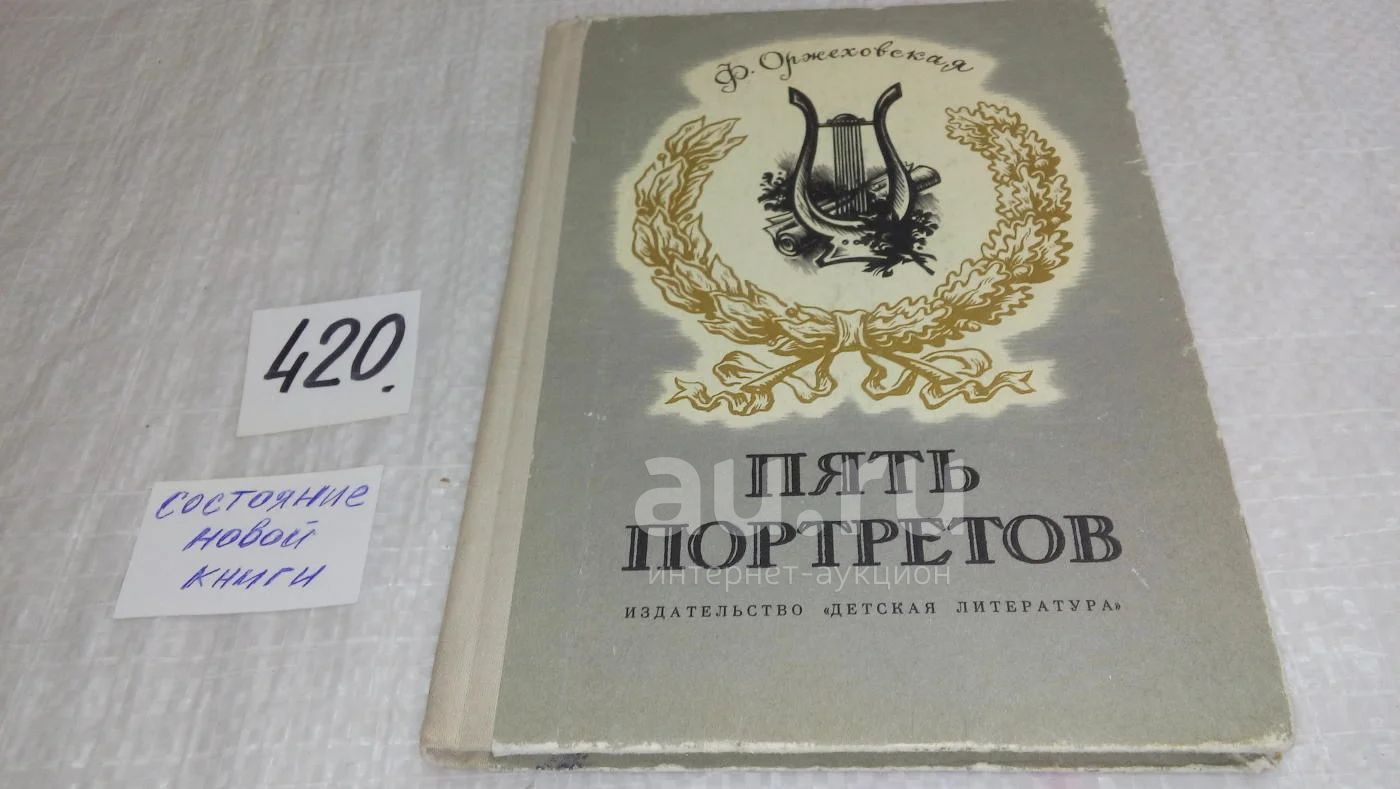 Ф. Оржеховская
420.
состояние
новой
книги
ПЯТЬ
ПОРТРЕТОВ
ИЗДАТЕЛЬСТВО «ДЕТСКАЯ ЛИТЕРАТУРА»
au.ru
интернет-аукцион